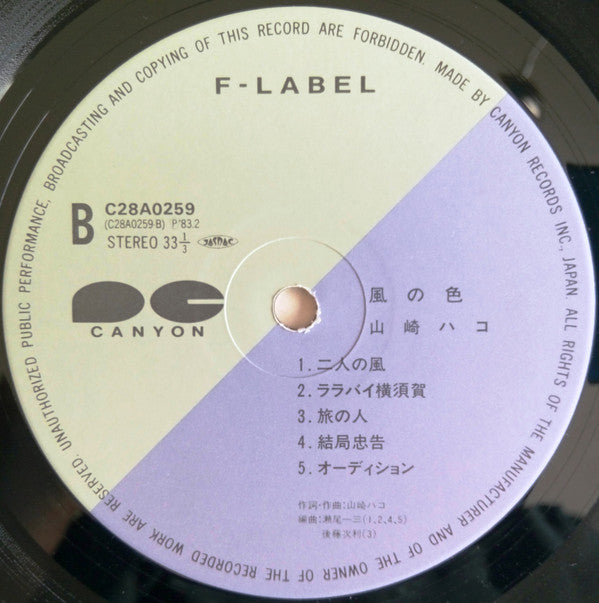 UNAUTHORIZED PUBLIC PERFORMANCE, BROADCASTING AND COPYING OF THIS RECORD ARE FORBIDDEN. MADE BY CANYON RECORDS INC., JAPAN. ALL RIGHTS OF THE MANUFACTURER AND OF THE OWNER OF THE RECORDED WORK ARE RESERVED.
F-LABEL
B
C28A0259
(C28A0259-B) P'83.2
STEREO 33 1/3 JASRAC
PC
CANYON
風の色
山崎ハコ
1. 二人の風
2. ララバイ横須賀
3. 旅の人
4. 結局忠告
5. オーディション
作詞・作曲:山崎ハコ
編曲:瀬尾一三(1,2,4,5)
後藤次利(3)